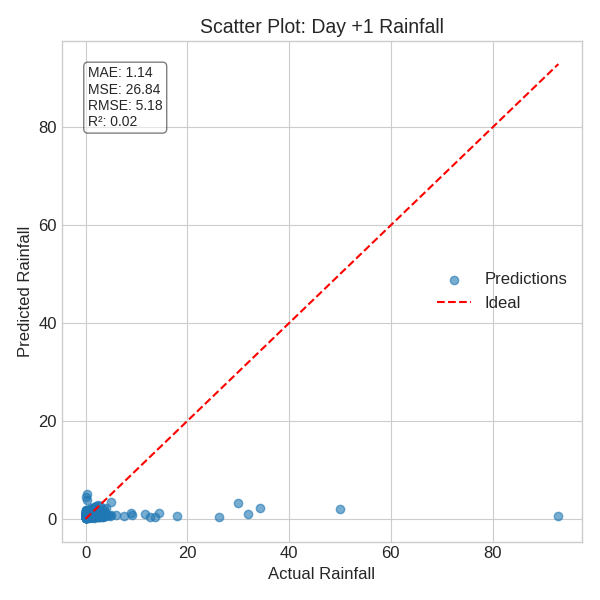 Scatter Plot: Day +1 Rainfall
MAE: 1.14
MSE: 26.84
RMSE: 5.18
R²: 0.02
80
60
40
20
0
Predicted Rainfall
Predictions
Ideal
0 20 40 60 80
Actual Rainfall